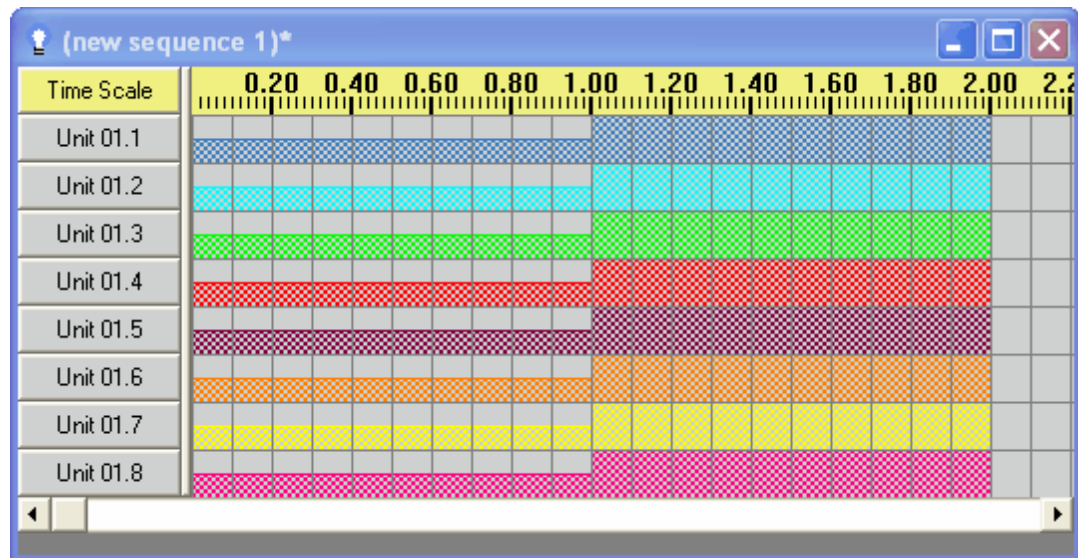 (new sequence 1)*
Time Scale 0.20 0.40 0.60 0.80 1.00 1.20 1.40 1.60 1.80 2.00
Unit 01.1
Unit 01.2
Unit 01.3
Unit 01.4
Unit 01.5
Unit 01.6
Unit 01.7
Unit 01.8